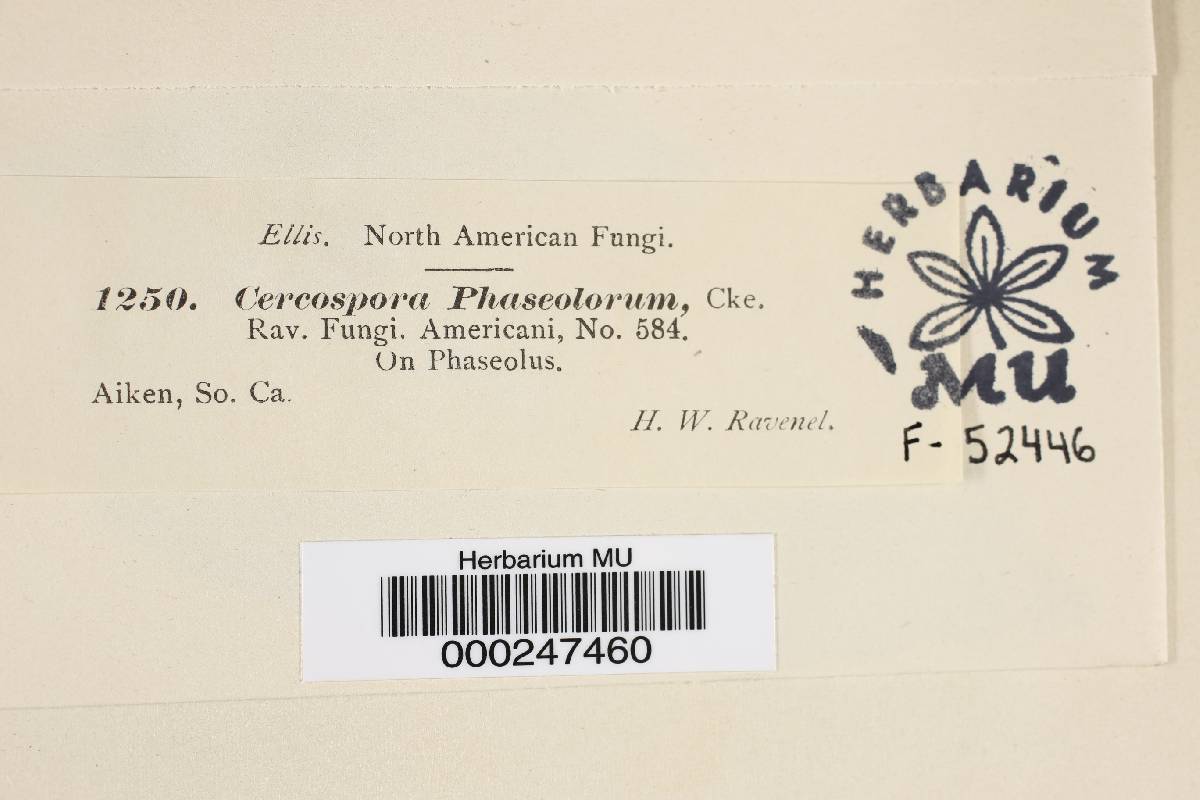 Ellis. North American Fungi.
1250. Cercospora Phaseolorum, Cke.
Rav. Fungi. Americani, No. 584.
On Phaseolus.
Aiken, So. Ca.
H. W. Ravenel.
HERBARIUM
MU
F-52446
Herbarium MU
000247460